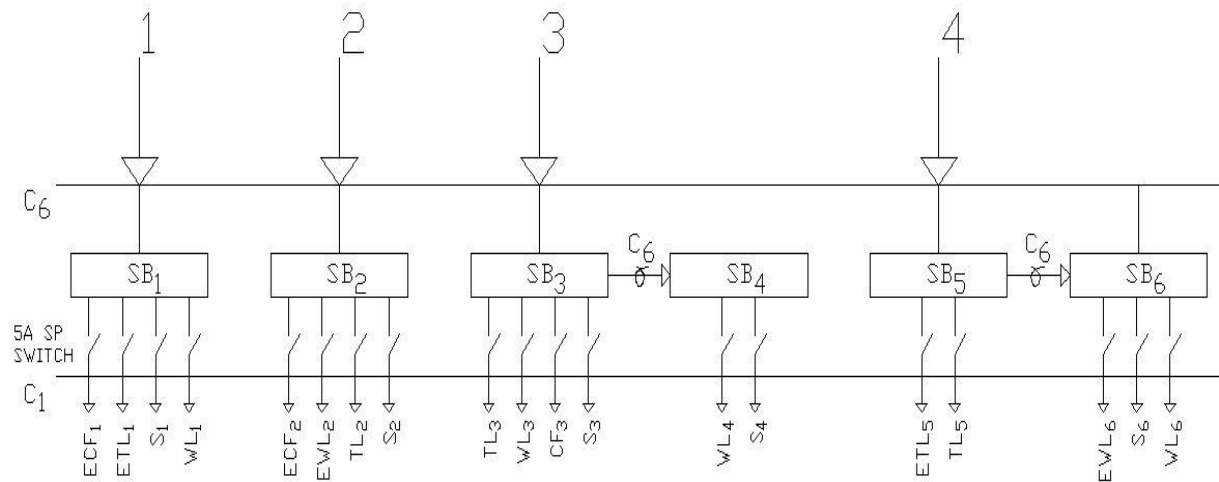 1 2 3 4
C6
C6 C6
SB1 SB2 SB3 SB4 SB5 SB6
5A SP
SWITCH
C1
ECF1 ETL1 S1 WL1 ECF2 EWL2 TL2 S2 TL3 WL3 CF3 S3 WL4 S4 ETL5 TL5 EWL6 S6 WL6